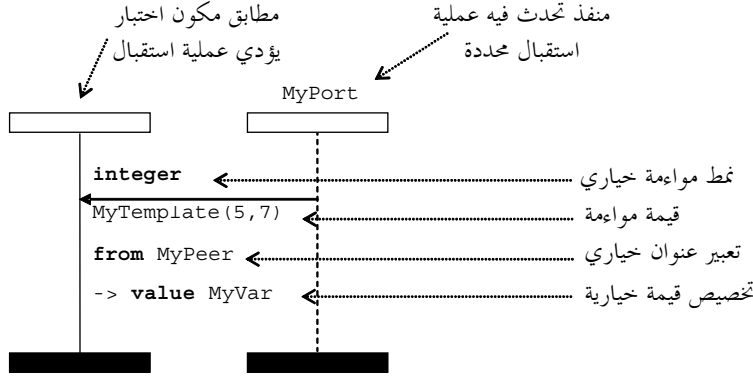 منفذ تحدث فيه عملية
استقبال محددة
مطابق مكون اختبار
يؤدي عملية استقبال
MyPort
integer
نمط مواءمة خياري
MyTemplate(5,7)
قيمة مواءمة
from MyPeer
تعبير عنوان خياري
-> value MyVar
تخصيص قيمة خيارية